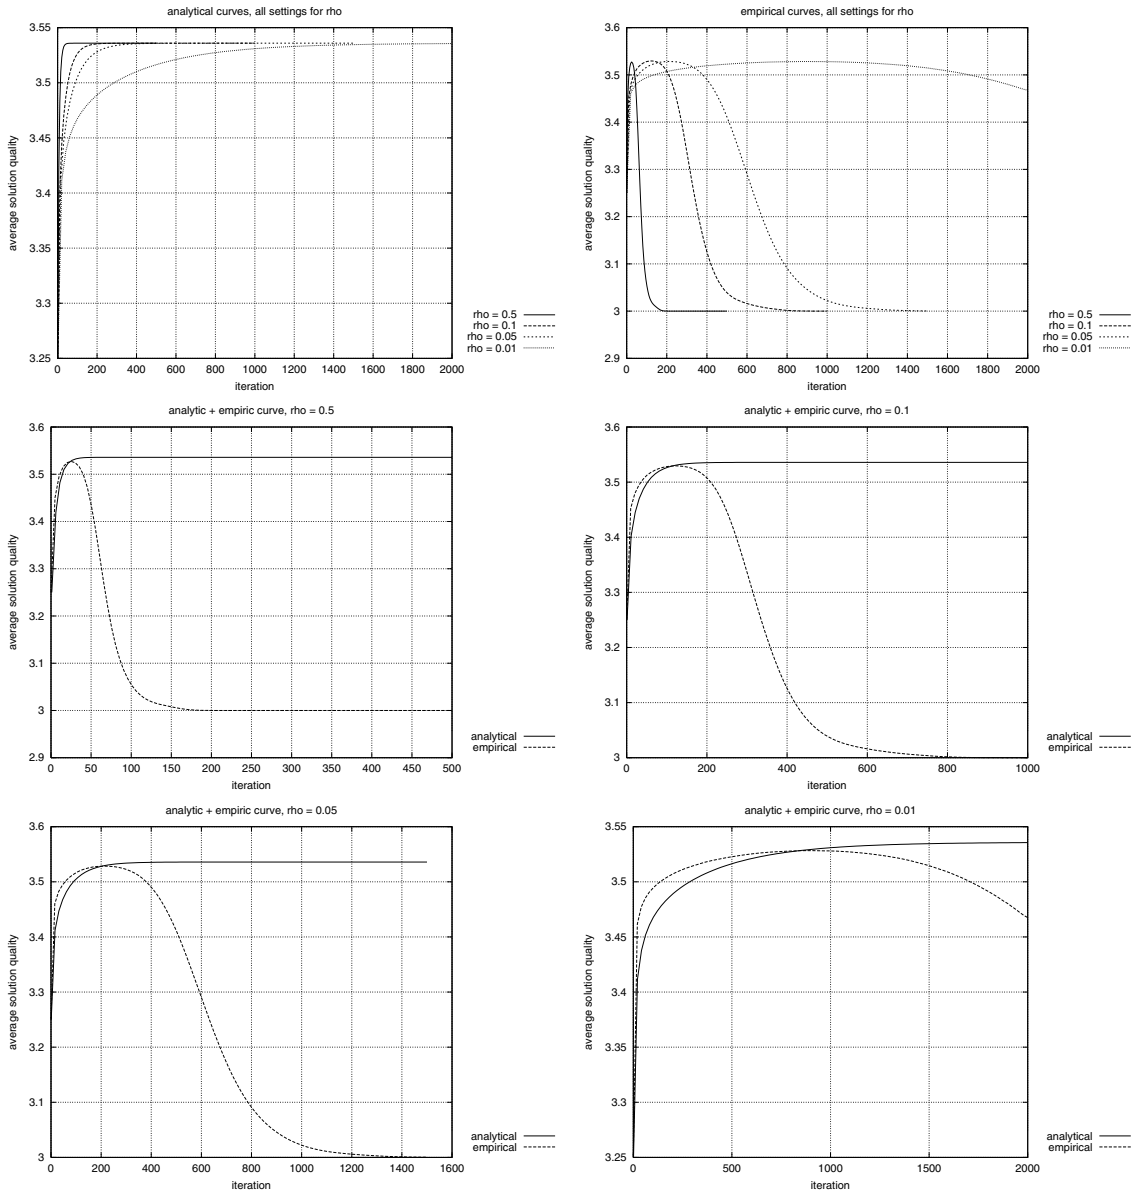 analytical curves, all settings for rho
3.55
3.5
3.45
3.4
3.35
3.3
3.25
average solution quality
0 200 400 600 800 1000 1200 1400 1600 1800 2000
iteration
rho = 0.5
rho = 0.1
rho = 0.05
rho = 0.01
empirical curves, all settings for rho
3.6
3.5
3.4
3.3
3.2
3.1
3
2.9
average solution quality
0 200 400 600 800 1000 1200 1400 1600 1800 2000
iteration
rho = 0.5
rho = 0.1
rho = 0.05
rho = 0.01
analytic + empiric curve, rho = 0.5
3.6
3.5
3.4
3.3
3.2
3.1
3
2.9
average solution quality
0 50 100 150 200 250 300 350 400 450 500
iteration
analytical
empirical
analytic + empiric curve, rho = 0.1
3.6
3.5
3.4
3.3
3.2
3.1
3
average solution quality
0 200 400 600 800 1000
iteration
analytical
empirical
analytic + empiric curve, rho = 0.05
3.6
3.5
3.4
3.3
3.2
3.1
3
average solution quality
0 200 400 600 800 1000 1200 1400 1600
iteration
analytical
empirical
analytic + empiric curve, rho = 0.01
3.55
3.5
3.45
3.4
3.35
3.3
3.25
average solution quality
0 500 1000 1500 2000
iteration
analytical
empirical